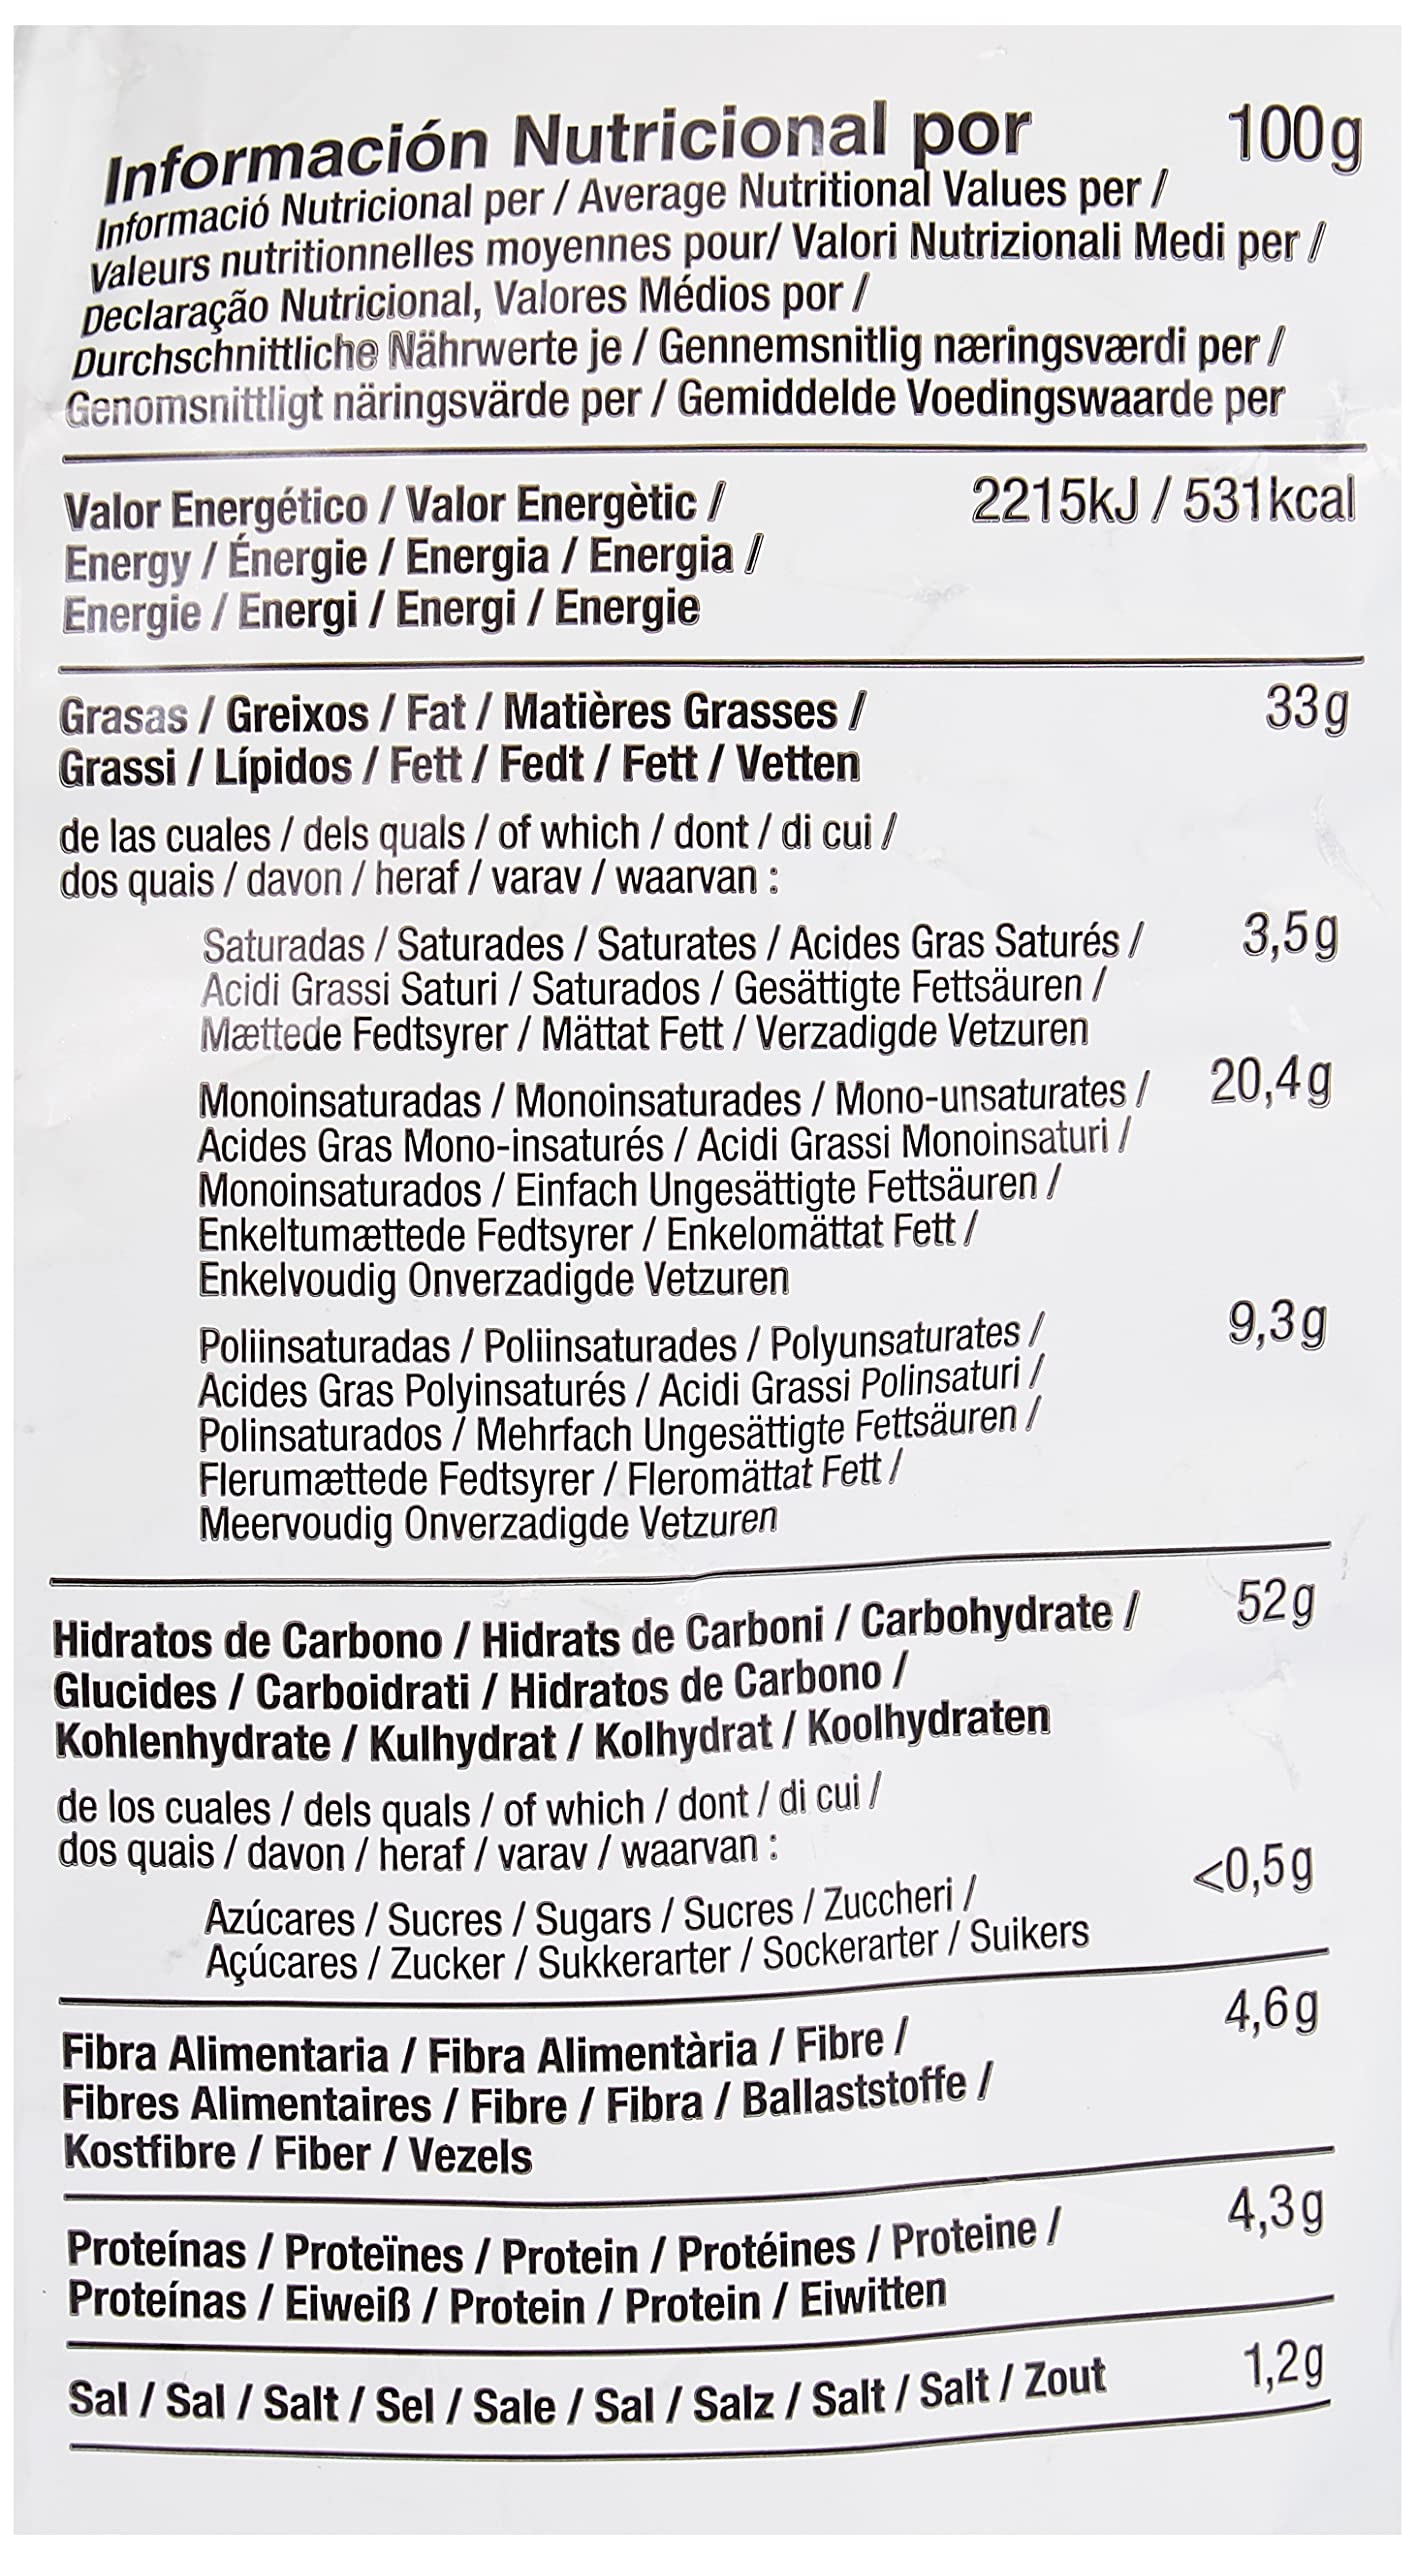 Información Nutricional por 100g
Informació Nutricional per / Average Nutritional Values per /
Valeurs nutritionnelles moyennes pour/ Valori Nutrizionali Medi per /
Declaração Nutricional, Valores Médios por /
Durchschnittliche Nährwerte je / Gennemsnitlig næringsværdi per /
Genomsnittligt näringsvärde per / Gemiddelde Voedingswaarde per
Valor Energético / Valor Energètic / 2215kJ / 531kcal
Energy / Énergie / Energia / Energia /
Energie / Energi / Energi / Energie
Grasas / Greixos / Fat / Matières Grasses / 33g
Grassi / Lípidos / Fett / Fedt / Fett / Vetten
de las cuales / dels quals / of which / dont / di cui /
dos quais / davon / heraf / varav / waarvan :
Saturadas / Saturades / Saturates / Acides Gras Saturés / 3,5g
Acidi Grassi Saturi / Saturados / Gesättigte Fettsäuren /
Mættede Fedtsyrer / Mättat Fett / Verzadigde Vetzuren
Monoinsaturadas / Monoinsaturades / Mono-unsaturates / 20,4g
Acides Gras Mono-insaturés / Acidi Grassi Monoinsaturi /
Monoinsaturados / Einfach Ungesättigte Fettsäuren /
Enkeltumættede Fedtsyrer / Enkelomättat Fett /
Enkelvoudig Onverzadigde Vetzuren
Poliinsaturadas / Poliinsaturades / Polyunsaturates / 9,3g
Acides Gras Polyinsaturés / Acidi Grassi Polinsaturi /
Polinsaturados / Mehrfach Ungesättigte Fettsäuren /
Flerumættede Fedtsyrer / Fleromättat Fett /
Meervoudig Onverzadigde Vetzuren
Hidratos de Carbono / Hidrats de Carboni / Carbohydrate / 52g
Glucides / Carboidrati / Hidratos de Carbono /
Kohlenhydrate / Kulhydrat / Kolhydrat / Koolhydraten
de los cuales / dels quals / of which / dont / di cui /
dos quais / davon / heraf / varav / waarvan :
Azúcares / Sucres / Sugars / Sucres / Zuccheri / <0,5g
Açúcares / Zucker / Sukkerarter / Sockerarter / Suikers
Fibra Alimentaria / Fibra Alimentària / Fibre / 4,6g
Fibres Alimentaires / Fibre / Fibra / Ballaststoffe /
Kostfibre / Fiber / Vezels
Proteínas / Proteïnes / Protein / Protéines / Proteine / 4,3g
Proteínas / Eiweiß / Protein / Protein / Eiwitten
Sal / Sal / Salt / Sel / Sale / Sal / Salz / Salt / Salt / Zout 1,2g